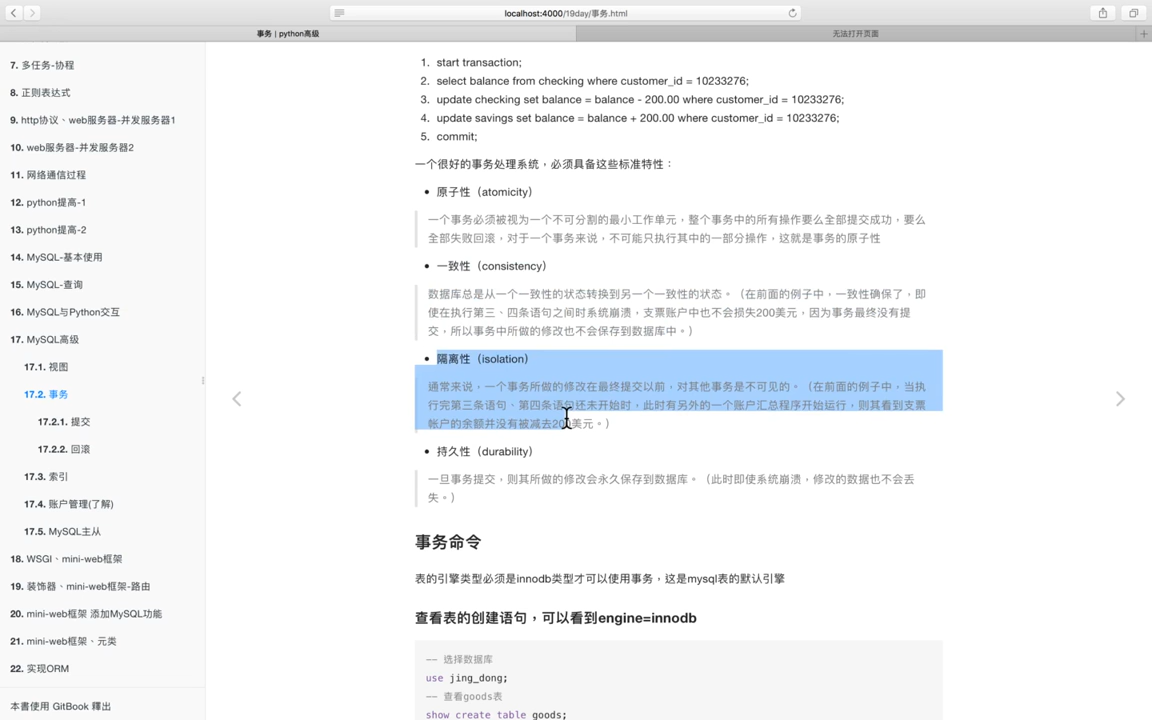 localhost:4000/19day/事务.html
事务 | python高级
无法打开页面
7. 多任务-协程
8. 正则表达式
9. http协议、web服务器-并发服务器1
10. web服务器-并发服务器2
11. 网络通信过程
12. python提高-1
13. python提高-2
14. MySQL-基本使用
15. MySQL-查询
16. MySQL与Python交互
17. MySQL高级
17.1. 视图
17.2. 事务
17.2.1. 提交
17.2.2. 回滚
17.3. 索引
17.4. 账户管理(了解)
17.5. MySQL主从
18. WSGI、mini-web框架
19. 装饰器、mini-web框架-路由
20. mini-web框架 添加MySQL功能
21. mini-web框架、元类
22. 实现ORM
本書使用 GitBook 釋出
1. start transaction;
2. select balance from checking where customer_id = 10233276;
3. update checking set balance = balance - 200.00 where customer_id = 10233276;
4. update savings set balance = balance + 200.00 where customer_id = 10233276;
5. commit;
一个很好的事务处理系统，必须具备这些标准特性：
• 原子性（atomicity）
一个事务必须被视为一个不可分割的最小工作单元，整个事务中的所有操作要么全部提交成功，要么
全部失败回滚，对于一个事务来说，不可能只执行其中的一部分操作，这就是事务的原子性
• 一致性（consistency）
数据库总是从一个一致性的状态转换到另一个一致性的状态。（在前面的例子中，一致性确保了，即
使在执行第三、四条语句之间时系统崩溃，支票账户中也不会损失200美元，因为事务最终没有提
交，所以事务中所做的修改也不会保存到数据库中。）
• 隔离性（isolation）
通常来说，一个事务所做的修改在最终提交以前，对其他事务是不可见的。（在前面的例子中，当执
行完第三条语句、第四条语句还未开始时，此时有另外的一个账户汇总程序开始运行，则其看到支票
帐户的余额并没有被减去200美元。）
• 持久性（durability）
一旦事务提交，则其所做的修改会永久保存到数据库。（此时即使系统崩溃，修改的数据也不会丢
失。）
事务命令
表的引擎类型必须是innodb类型才可以使用事务，这是mysql表的默认引擎
查看表的创建语句，可以看到engine=innodb
-- 选择数据库
use jing_dong;
-- 查看goods表
show create table goods;